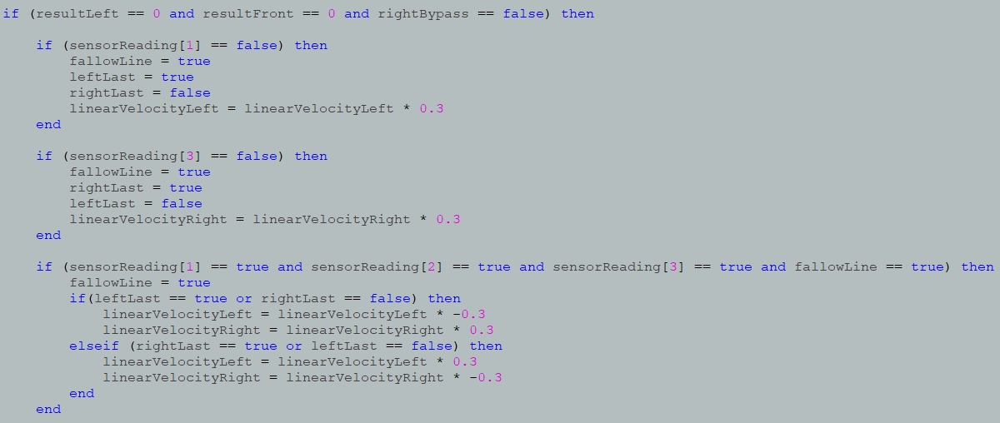 if (resultLeft == 0 and resultFront == 0 and rightBypass == false) then
if (sensorReading[1] == false) then
fallowLine = true
leftLast = true
rightLast = false
linearVelocityLeft = linearVelocityLeft * 0.3
end
if (sensorReading[3] == false) then
fallowLine = true
rightLast = true
leftLast = false
linearVelocityRight = linearVelocityRight * 0.3
end
if (sensorReading[1] == true and sensorReading[2] == true and sensorReading[3] == true and fallowLine == true) then
fallowLine = true
if(leftLast == true or rightLast == false) then
linearVelocityLeft = linearVelocityLeft * -0.3
linearVelocityRight = linearVelocityRight * 0.3
elseif (rightLast == true or leftLast == false) then
linearVelocityLeft = linearVelocityLeft * 0.3
linearVelocityRight = linearVelocityRight * -0.3
end
end